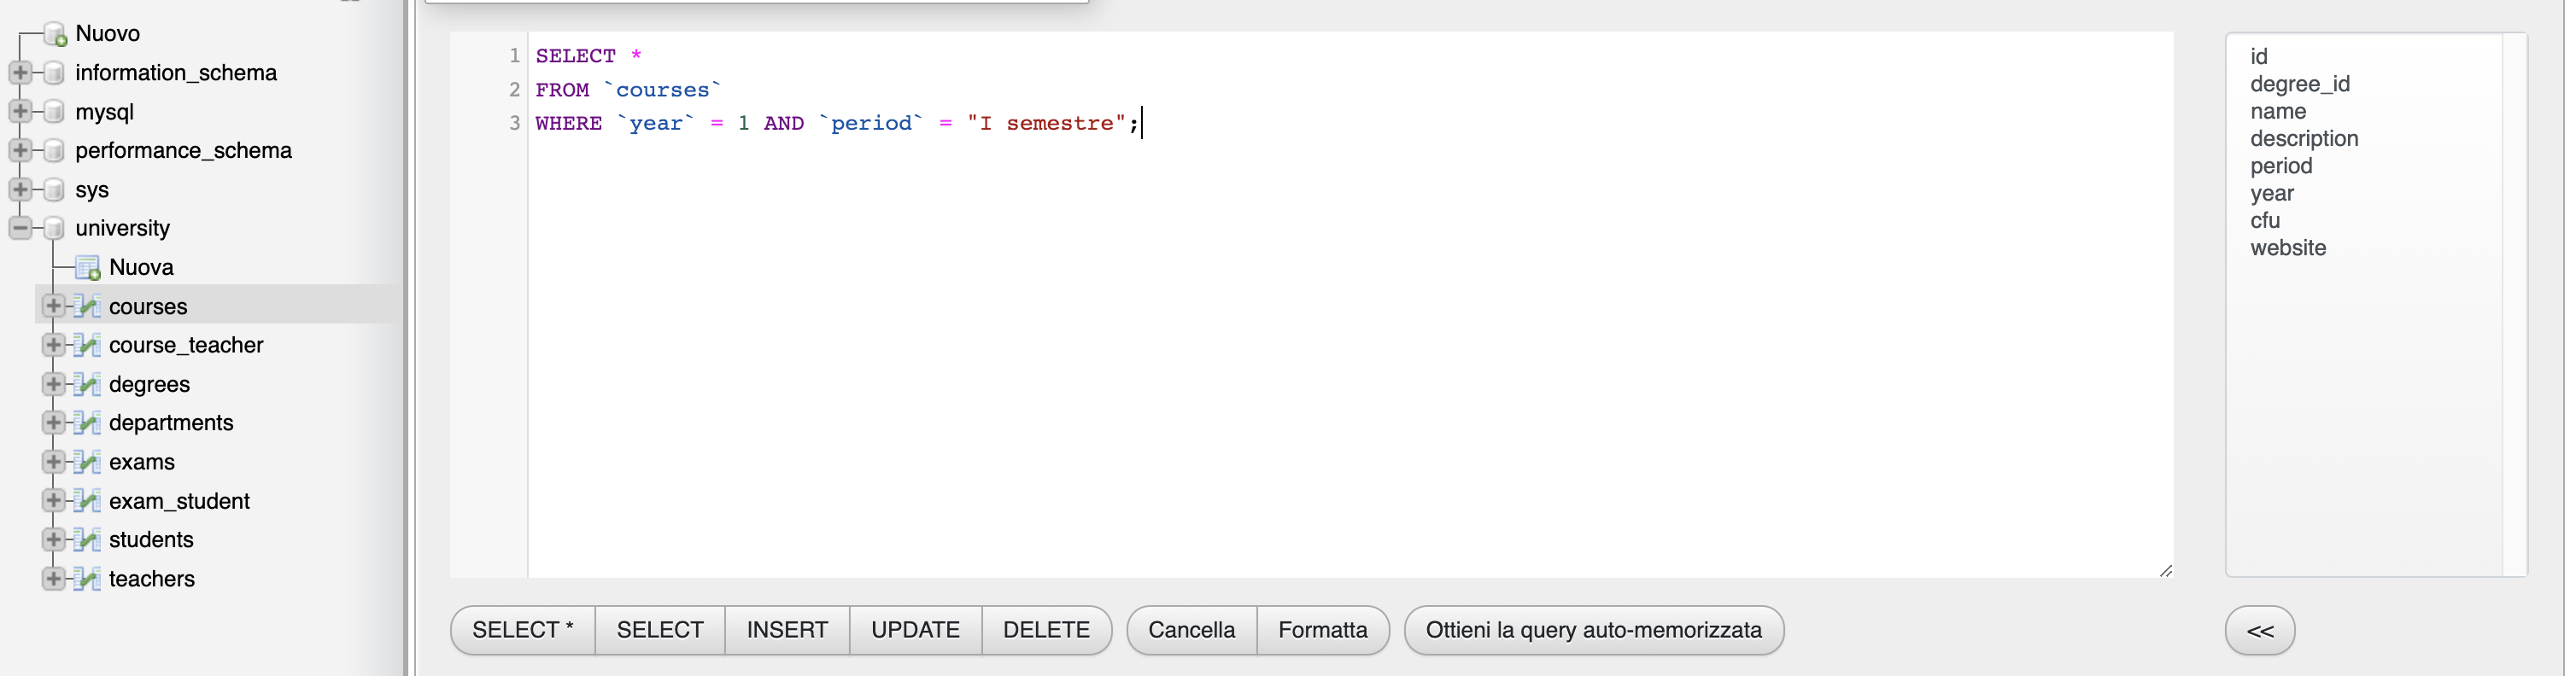 Nuovo
information_schema
mysql
performance_schema
sys
university
Nuova
courses
course_teacher
degrees
departments
exams
exam_student
students
teachers
1 SELECT *
2 FROM `courses`
3 WHERE `year` = 1 AND `period` = "I semestre";
id
degree_id
name
description
period
year
cfu
website
SELECT * SELECT INSERT UPDATE DELETE Cancella Formatta Ottieni la query auto-memorizzata <<